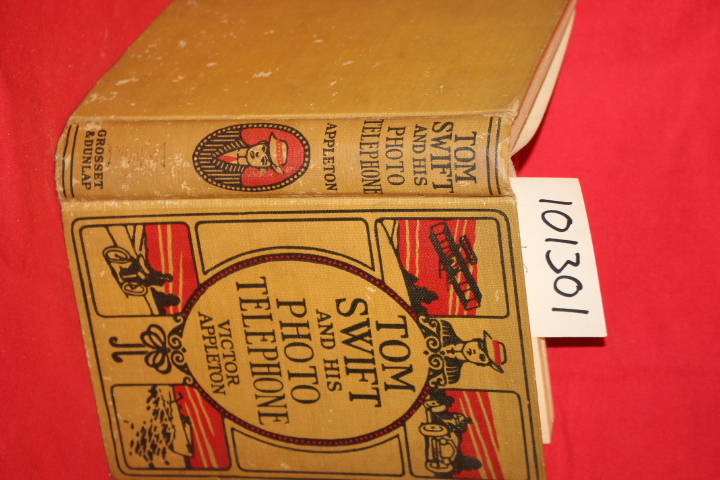 TOM
SWIFT
AND HIS
PHOTO
TELEPHONE
APPLETON
GROSSET
& DUNLAP
TOM
SWIFT
AND HIS
PHOTO
TELEPHONE
VICTOR
APPLETON
101301